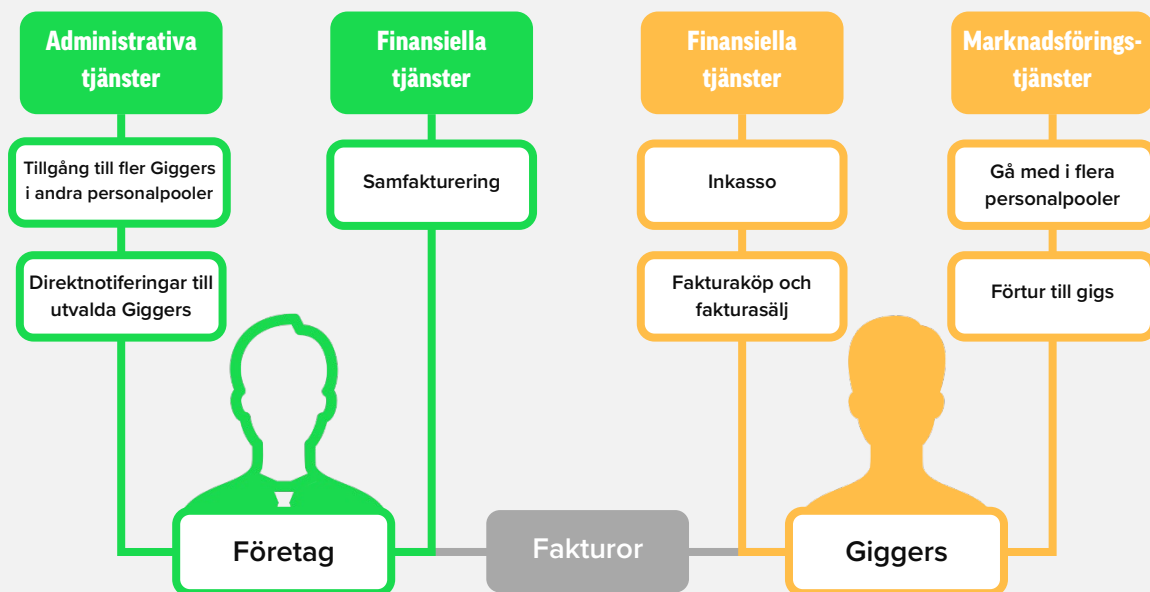 Administrativa
tjänster
Finansiella
tjänster
Finansiella
tjänster
Marknadsförings-
tjänster
Tillgång till fler Giggers
i andra personalpooler
Samfakturering
Inkasso
Gå med i flera
personalpooler
Direktnotifieringar till
utvalda Giggers
Fakturaköp och
fakturasälj
Förtur till gigs
Företag
Fakturor
Giggers